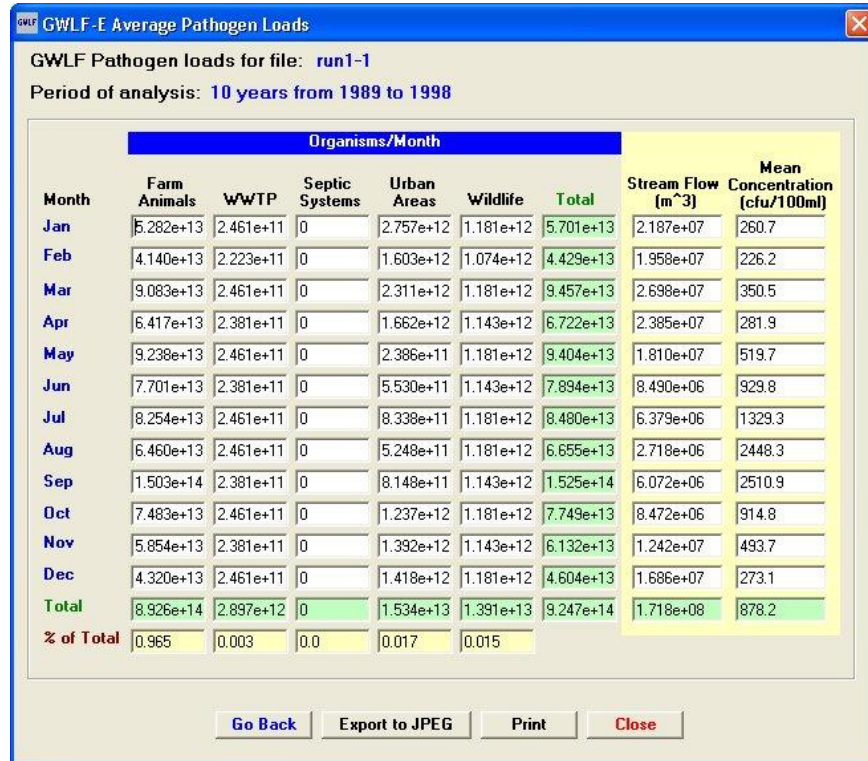 GWLF GWLF-E Average Pathogen Loads
GWLF Pathogen loads for file: run1-1
Period of analysis: 10 years from 1989 to 1998
Organisms/Month
Month Farm Animals WWTP Septic Systems Urban Areas Wildlife Total Stream Flow (m^3) Mean Concentration (cfu/100ml)
Jan 5.282e+13 2.461e+11 0 2.757e+12 1.181e+12 5.701e+13 2.187e+07 260.7
Feb 4.140e+13 2.223e+11 0 1.603e+12 1.074e+12 4.429e+13 1.958e+07 226.2
Mar 9.083e+13 2.461e+11 0 2.311e+12 1.181e+12 9.457e+13 2.698e+07 350.5
Apr 6.417e+13 2.381e+11 0 1.662e+12 1.143e+12 6.722e+13 2.385e+07 281.9
May 9.238e+13 2.461e+11 0 2.386e+11 1.181e+12 9.404e+13 1.810e+07 519.7
Jun 7.701e+13 2.381e+11 0 5.530e+11 1.143e+12 7.894e+13 8.490e+06 929.8
Jul 8.254e+13 2.461e+11 0 8.338e+11 1.181e+12 8.480e+13 6.379e+06 1329.3
Aug 6.460e+13 2.461e+11 0 5.248e+11 1.181e+12 6.655e+13 2.718e+06 2448.3
Sep 1.503e+14 2.381e+11 0 8.148e+11 1.143e+12 1.525e+14 6.072e+06 2510.9
Oct 7.483e+13 2.461e+11 0 1.237e+12 1.181e+12 7.749e+13 8.472e+06 914.8
Nov 5.854e+13 2.381e+11 0 1.392e+12 1.143e+12 6.132e+13 1.242e+07 493.7
Dec 4.320e+13 2.461e+11 0 1.418e+12 1.181e+12 4.604e+13 1.686e+07 273.1
Total 8.926e+14 2.897e+12 0 1.534e+13 1.391e+13 9.247e+14 1.718e+08 878.2
% of Total 0.965 0.003 0.0 0.017 0.015
Go Back Export to JPEG Print Close